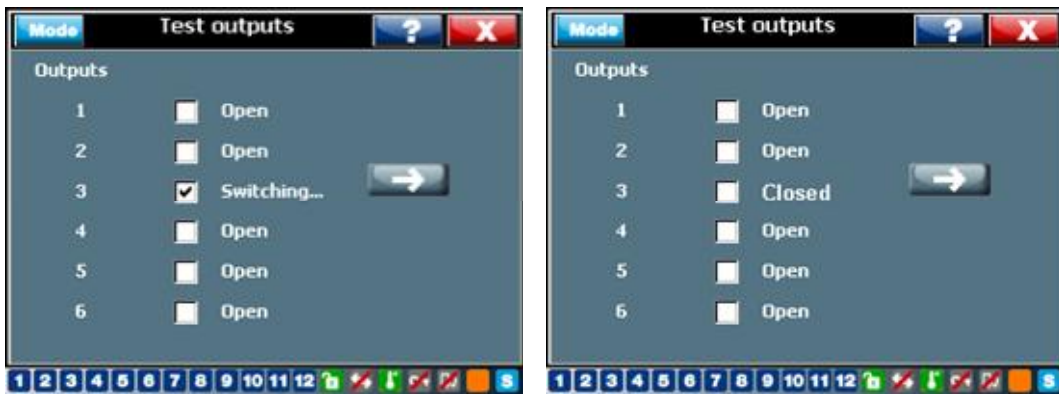 Mode Test outputs ? X
Outputs
1 Open
2 Open
3 Switching...
4 Open
5 Open
6 Open
1 2 3 4 5 6 7 8 9 10 11 12 S
Mode Test outputs ? X
Outputs
1 Open
2 Open
3 Closed
4 Open
5 Open
6 Open
1 2 3 4 5 6 7 8 9 10 11 12 S